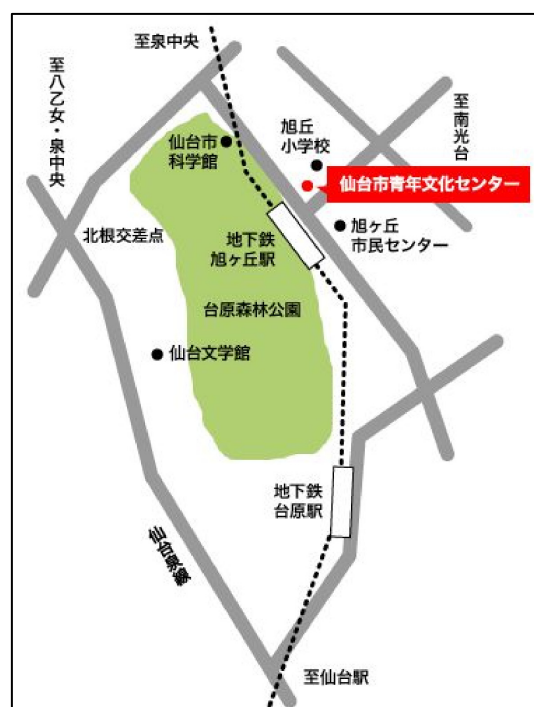 至泉中央
至八乙女・泉中央
仙台市
科学館
旭丘
小学校
至南光台
仙台市青年文化センター
北根交差点
地下鉄
旭ヶ丘駅
旭ヶ丘
市民センター
台原森林公園
仙台文学館
地下鉄
台原駅
仙台泉線
至仙台駅